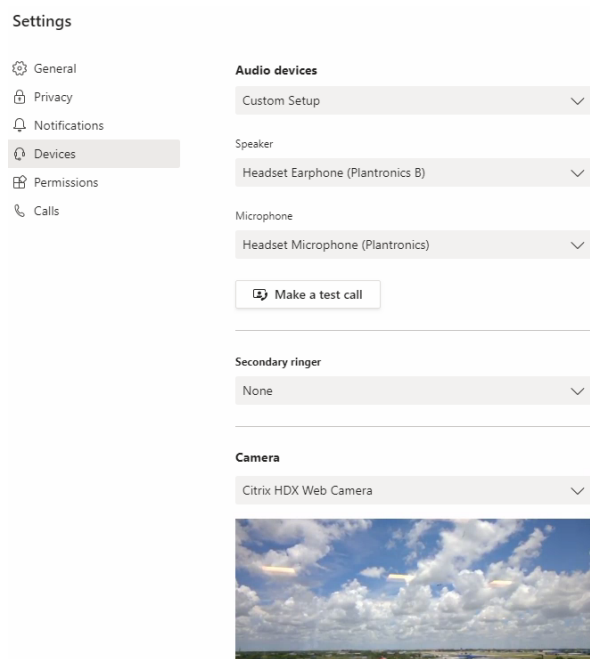 Settings
General
Privacy
Notifications
Devices
Permissions
Calls
Audio devices
Custom Setup
Speaker
Headset Earphone (Plantronics B)
Microphone
Headset Microphone (Plantronics)
Make a test call
Secondary ringer
None
Camera
Citrix HDX Web Camera